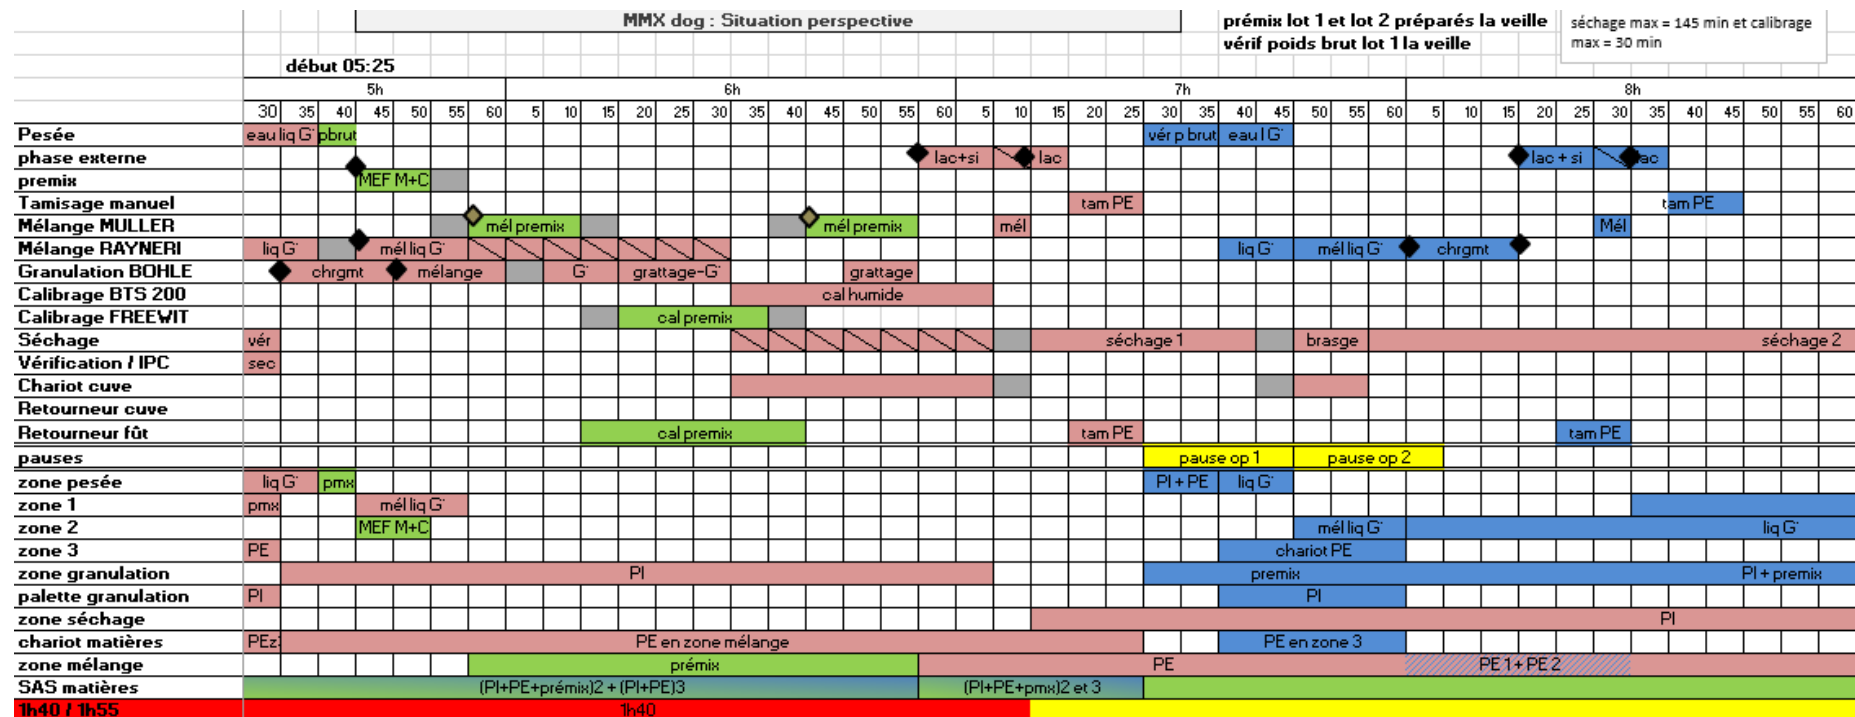 MMX dog : Situation perspective
prémix lot 1 et lot 2 préparés la veille
vérif poids brut lot 1 la veille
séchage max = 145 min et calibrage
max = 30 min
début 05:25
5h 6h 7h 8h
30 35 40 45 50 55 60 5 10 15 20 25 30 35 40 45 50 55 60 5 10 20 25 30 35 40 45 50 55 60 5 10 15 20 25 30 35 40 45 50 55 60
Pesée eau liq G° pbrut vér p brut eau l G°
phase externe lac+si lac lac + si lac
premix MEF M+C
Tamisage manuel tam PE tam PE
Mélange MULLER mél premix mél premix mél Mél
Mélange RAYNERI liq G° mél liq G° liq G° mél liq G° chrgmt
Granulation BOHLE chrgmt mélange G° grattage-G° grattage
Calibrage BTS 200 cal humide
Calibrage FREEWIT cal premix
Séchage vér séchage 1 brasge séchage 2
Vérification / IPC sec
Chariot cuve
Retourneur cuve
Retourneur fût cal premix tam PE tam PE
pauses pause op 1 pause op 2
zone pesée liq G° pmx PI + PE liq G°
zone 1 pmx mél liq G°
zone 2 MEF M+C mél liq G° liq G°
zone 3 PE chariot PE
zone granulation PI premix PI + premix
palette granulation PI PI
zone séchage PI
chariot matières PEz3 PE en zone mélange PE en zone 3
zone mélange prémix PE PE 1 + PE 2
SAS matières (PI+PE+prémix)2 + (PI+PE)3 (PI+PE+pmx)2 et 3
1h40 / 1h55 1h40